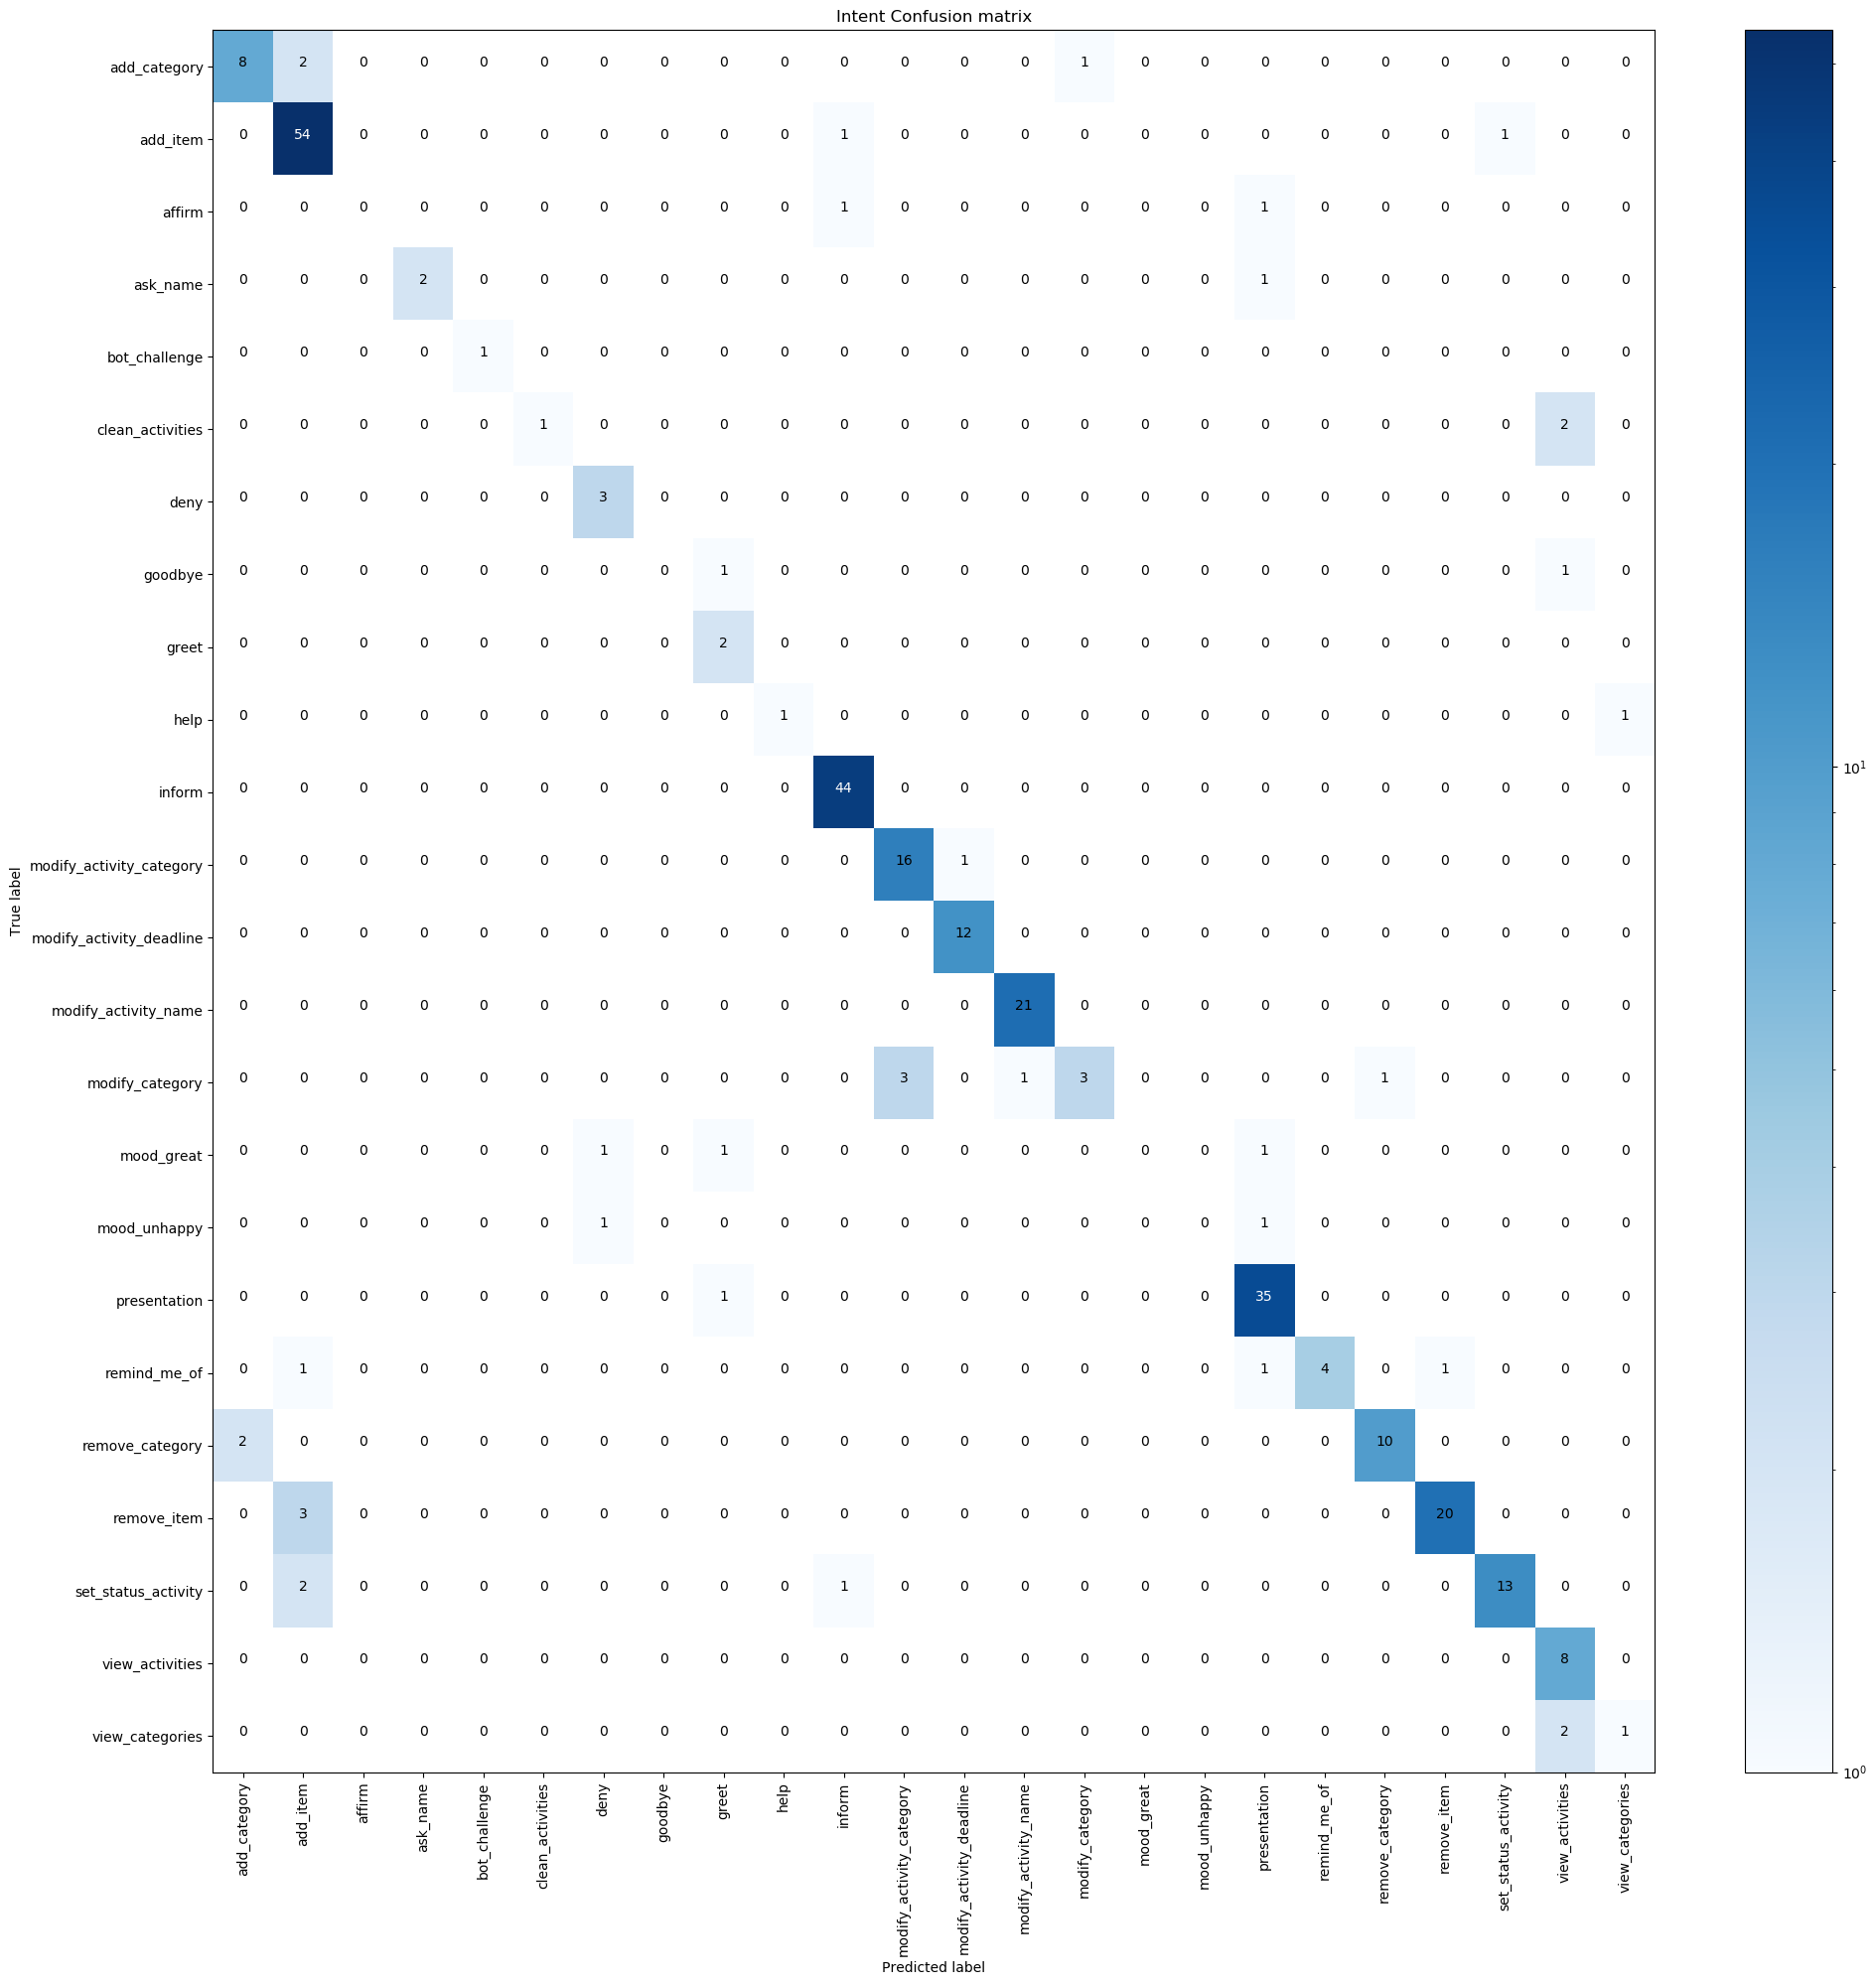 Intent Confusion matrix
add_category 8 2 0 0 0 0 0 0 0 0 0 0 0 0 1 0 0 0 0 0 0 0 0 0
add_item 0 54 0 0 0 0 0 0 0 0 1 0 0 0 0 0 0 0 0 0 0 1 0 0
affirm 0 0 0 0 0 0 0 0 0 0 1 0 0 0 0 0 0 1 0 0 0 0 0 0
ask_name 0 0 0 2 0 0 0 0 0 0 0 0 0 0 0 0 0 1 0 0 0 0 0 0
bot_challenge 0 0 0 0 1 0 0 0 0 0 0 0 0 0 0 0 0 0 0 0 0 0 0 0
clean_activities 0 0 0 0 0 1 0 0 0 0 0 0 0 0 0 0 0 0 0 0 0 0 2 0
deny 0 0 0 0 0 0 3 0 0 0 0 0 0 0 0 0 0 0 0 0 0 0 0 0
goodbye 0 0 0 0 0 0 0 0 1 0 0 0 0 0 0 0 0 0 0 0 0 0 1 0
greet 0 0 0 0 0 0 0 0 2 0 0 0 0 0 0 0 0 0 0 0 0 0 0 0
help 0 0 0 0 0 0 0 0 0 1 0 0 0 0 0 0 0 0 0 0 0 0 0 1
inform 0 0 0 0 0 0 0 0 0 0 44 0 0 0 0 0 0 0 0 0 0 0 0 0
modify_activity_category 0 0 0 0 0 0 0 0 0 0 0 16 1 0 0 0 0 0 0 0 0 0 0 0
modify_activity_deadline 0 0 0 0 0 0 0 0 0 0 0 0 12 0 0 0 0 0 0 0 0 0 0 0
modify_activity_name 0 0 0 0 0 0 0 0 0 0 0 0 0 21 0 0 0 0 0 0 0 0 0 0
modify_category 0 0 0 0 0 0 0 0 0 0 0 3 0 1 3 0 0 0 0 1 0 0 0 0
mood_great 0 0 0 0 0 0 1 0 1 0 0 0 0 0 0 0 0 1 0 0 0 0 0 0
mood_unhappy 0 0 0 0 0 0 1 0 0 0 0 0 0 0 0 0 0 1 0 0 0 0 0 0
presentation 0 0 0 0 0 0 0 0 1 0 0 0 0 0 0 0 0 35 0 0 0 0 0 0
remind_me_of 0 1 0 0 0 0 0 0 0 0 0 0 0 0 0 0 0 1 4 0 1 0 0 0
remove_category 2 0 0 0 0 0 0 0 0 0 0 0 0 0 0 0 0 0 0 10 0 0 0 0
remove_item 0 3 0 0 0 0 0 0 0 0 0 0 0 0 0 0 0 0 0 0 20 0 0 0
set_status_activity 0 2 0 0 0 0 0 0 0 0 1 0 0 0 0 0 0 0 0 0 0 13 0 0
view_activities 0 0 0 0 0 0 0 0 0 0 0 0 0 0 0 0 0 0 0 0 0 0 8 0
view_categories 0 0 0 0 0 0 0 0 0 0 0 0 0 0 0 0 0 0 0 0 0 0 2 1
True label
add_category
add_item
affirm
ask_name
bot_challenge
clean_activities
deny
goodbye
greet
help
inform
modify_activity_category
modify_activity_deadline
modify_activity_name
modify_category
mood_great
mood_unhappy
presentation
remind_me_of
remove_category
remove_item
set_status_activity
view_activities
view_categories
Predicted label
10¹
10⁰